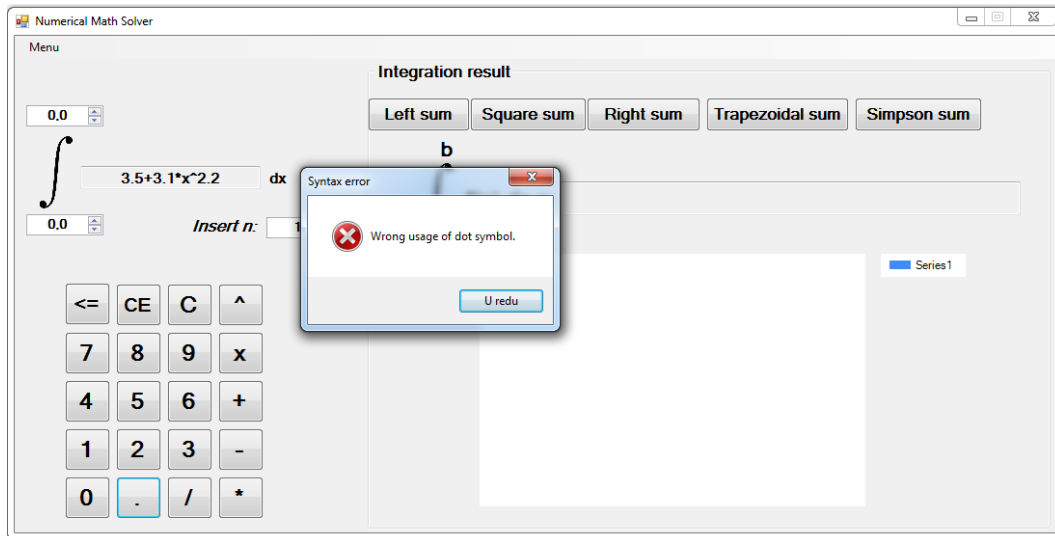 Numerical Math Solver
Menu
Integration result
0,0
Left sum Square sum Right sum Trapezoidal sum Simpson sum
b
∫
3.5+3.1*x^2.2 dx
Syntax error
0,0
Insert n: 1
Wrong usage of dot symbol.
U redu
Series1
<= CE C ^
7 8 9 x
4 5 6 +
1 2 3 -
0 . / *